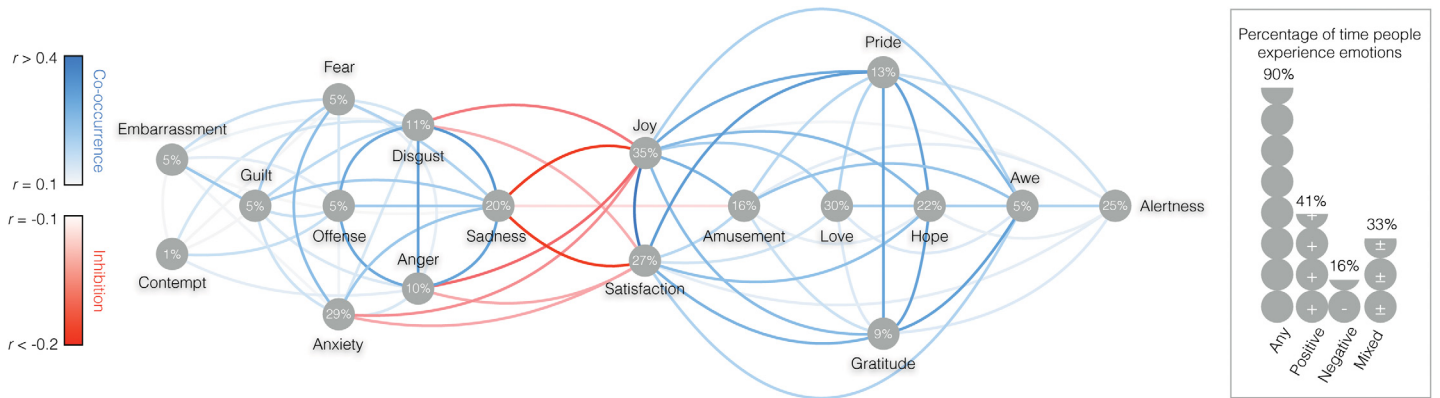 r > 0.4
Co-occurrence
r = 0.1
r = -0.1
Inhibition
r < -0.2
Embarrassment
5%
Contempt
1%
Guilt
5%
Fear
5%
Offense
5%
Anxiety
29%
Disgust
11%
Anger
10%
Sadness
20%
Joy
35%
Satisfaction
27%
Amusement
16%
Love
30%
Pride
13%
Gratitude
9%
Hope
22%
Awe
5%
Alertness
25%
Percentage of time people
experience emotions
90%
41%
16%
33%
+
+
+
+
-
±
±
±
Any
Positive
Negative
Mixed